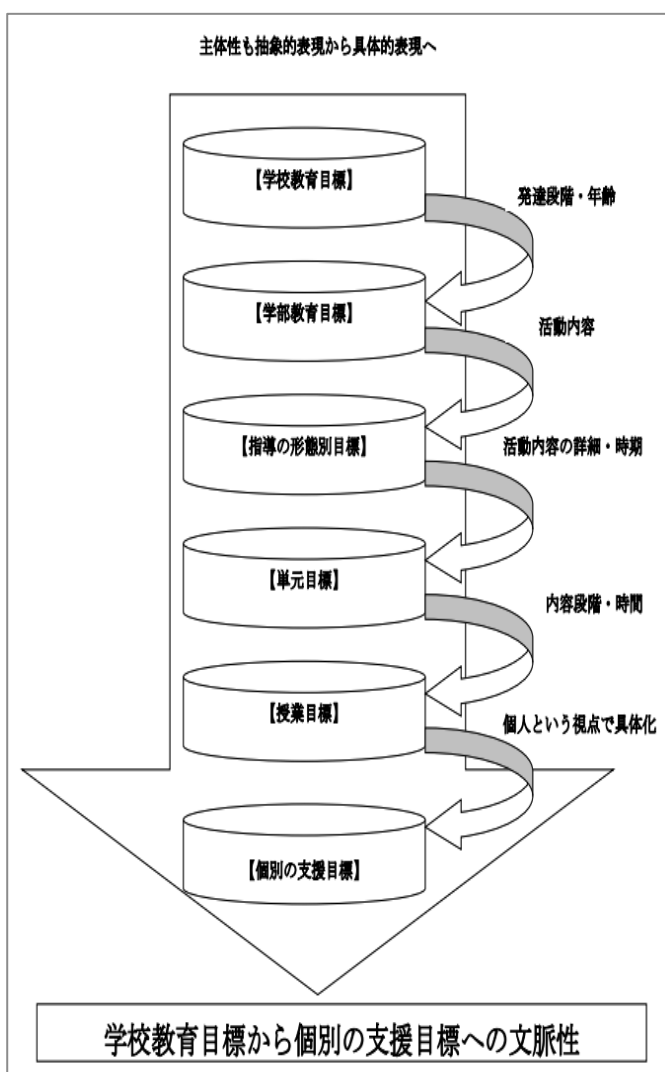 主体性も抽象的表現から具体的表現へ
【学校教育目標】
発達段階・年齢
【学部教育目標】
活動内容
【指導の形態別目標】
活動内容の詳細・時期
【単元目標】
内容段階・時間
【授業目標】
個人という視点で具体化
【個別の支援目標】
学校教育目標から個別の支援目標への文脈性